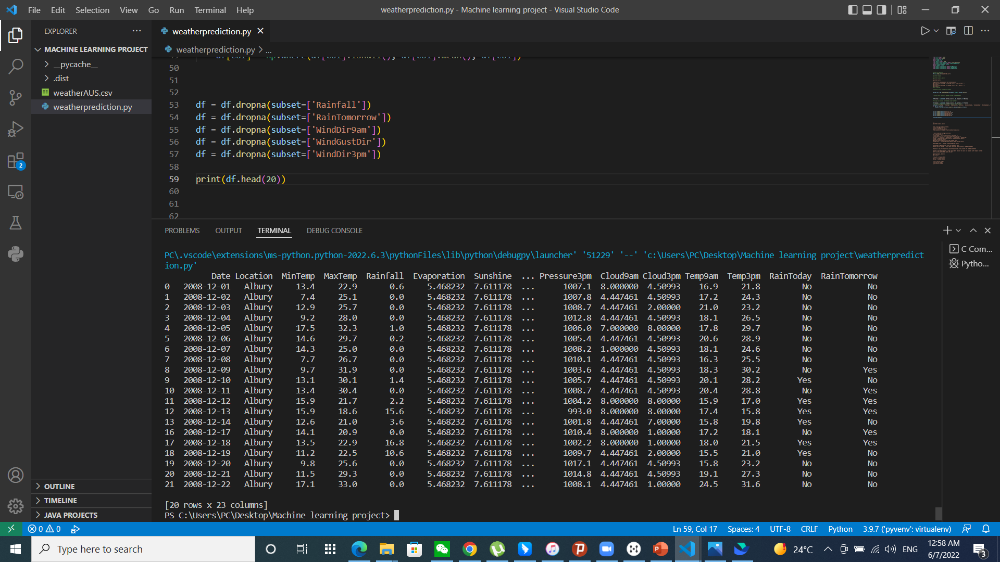 File Edit Selection View Go Run Terminal Help
weatherprediction.py - Machine learning project - Visual Studio Code
EXPLORER
MACHINE LEARNING PROJECT
__pycache__
.dist
weatherAUS.csv
weatherprediction.py
OUTLINE
TIMELINE
JAVA PROJECTS
2
weatherprediction.py
weatherprediction.py > ...
50
51
52
53 df = df.dropna(subset=['Rainfall'])
54 df = df.dropna(subset=['RainTomorrow'])
55 df = df.dropna(subset=['WindDir9am'])
56 df = df.dropna(subset=['WindGustDir'])
57 df = df.dropna(subset=['WindDir3pm'])
58
59 print(df.head(20))
60
61
62
PROBLEMS OUTPUT TERMINAL DEBUG CONSOLE
C Com...
Pytho...
PC\.vscode\extensions\ms-python.python-2022.6.3\pythonFiles\lib\python\debugpy\launcher' '51229' '--' 'c:\Users\PC\Desktop\Machine learning project\weatherpredict
ion.py'
Date Location MinTemp MaxTemp Rainfall Evaporation Sunshine ... Pressure3pm Cloud9am Cloud3pm Temp9am Temp3pm RainToday RainTomorrow
0 2008-12-01 Albury 13.4 22.9 0.6 5.468232 7.611178 ... 1007.1 8.000000 4.50993 16.9 21.8 No No
1 2008-12-02 Albury 7.4 25.1 0.0 5.468232 7.611178 ... 1007.8 4.447461 4.50993 17.2 24.3 No No
2 2008-12-03 Albury 12.9 25.7 0.0 5.468232 7.611178 ... 1008.7 4.447461 2.00000 21.0 23.2 No No
3 2008-12-04 Albury 9.2 28.0 0.0 5.468232 7.611178 ... 1012.8 4.447461 4.50993 18.1 26.5 No No
4 2008-12-05 Albury 17.5 32.3 1.0 5.468232 7.611178 ... 1006.0 7.000000 8.00000 17.8 29.7 No No
5 2008-12-06 Albury 14.6 29.7 0.2 5.468232 7.611178 ... 1005.4 4.447461 4.50993 20.6 28.9 No No
6 2008-12-07 Albury 14.3 25.0 0.0 5.468232 7.611178 ... 1008.2 1.000000 4.50993 18.1 24.6 No No
7 2008-12-08 Albury 7.7 26.7 0.0 5.468232 7.611178 ... 1010.1 4.447461 4.50993 16.3 25.5 No No
8 2008-12-09 Albury 9.7 31.9 0.0 5.468232 7.611178 ... 1003.6 4.447461 4.50993 18.3 30.2 No Yes
9 2008-12-10 Albury 13.1 30.1 1.4 5.468232 7.611178 ... 1005.7 4.447461 4.50993 20.1 28.2 Yes No
10 2008-12-11 Albury 13.4 30.4 0.0 5.468232 7.611178 ... 1008.7 4.447461 4.50993 20.4 28.8 No Yes
11 2008-12-12 Albury 15.9 21.7 2.2 5.468232 7.611178 ... 1004.2 8.000000 8.00000 15.9 17.0 Yes Yes
12 2008-12-13 Albury 15.9 18.6 15.6 5.468232 7.611178 ... 993.0 8.000000 8.00000 17.4 15.8 Yes Yes
13 2008-12-14 Albury 12.6 21.0 3.6 5.468232 7.611178 ... 1001.8 4.447461 7.00000 15.8 19.8 Yes No
16 2008-12-17 Albury 14.1 20.9 0.0 5.468232 7.611178 ... 1010.4 8.000000 1.00000 17.2 18.1 No Yes
17 2008-12-18 Albury 13.5 22.9 16.8 5.468232 7.611178 ... 1002.2 8.000000 1.00000 18.0 21.5 Yes Yes
18 2008-12-19 Albury 11.2 22.5 10.6 5.468232 7.611178 ... 1009.7 4.447461 2.00000 15.5 21.0 Yes No
19 2008-12-20 Albury 9.8 25.6 0.0 5.468232 7.611178 ... 1017.1 4.447461 4.50993 15.8 23.2 No No
20 2008-12-21 Albury 11.5 29.3 0.0 5.468232 7.611178 ... 1014.8 4.447461 4.50993 19.1 27.3 No No
21 2008-12-22 Albury 17.1 33.0 0.0 5.468232 7.611178 ... 1008.1 4.447461 1.00000 24.5 31.6 No No
[20 rows x 23 columns]
PS C:\Users\PC\Desktop\Machine learning project>
0 0 Ln 59, Col 17 Spaces: 4 UTF-8 CRLF Python 3.9.7 ('pyvenv': virtualenv)
Type here to search
24°C ENG
12:58 AM
6/7/2022
3